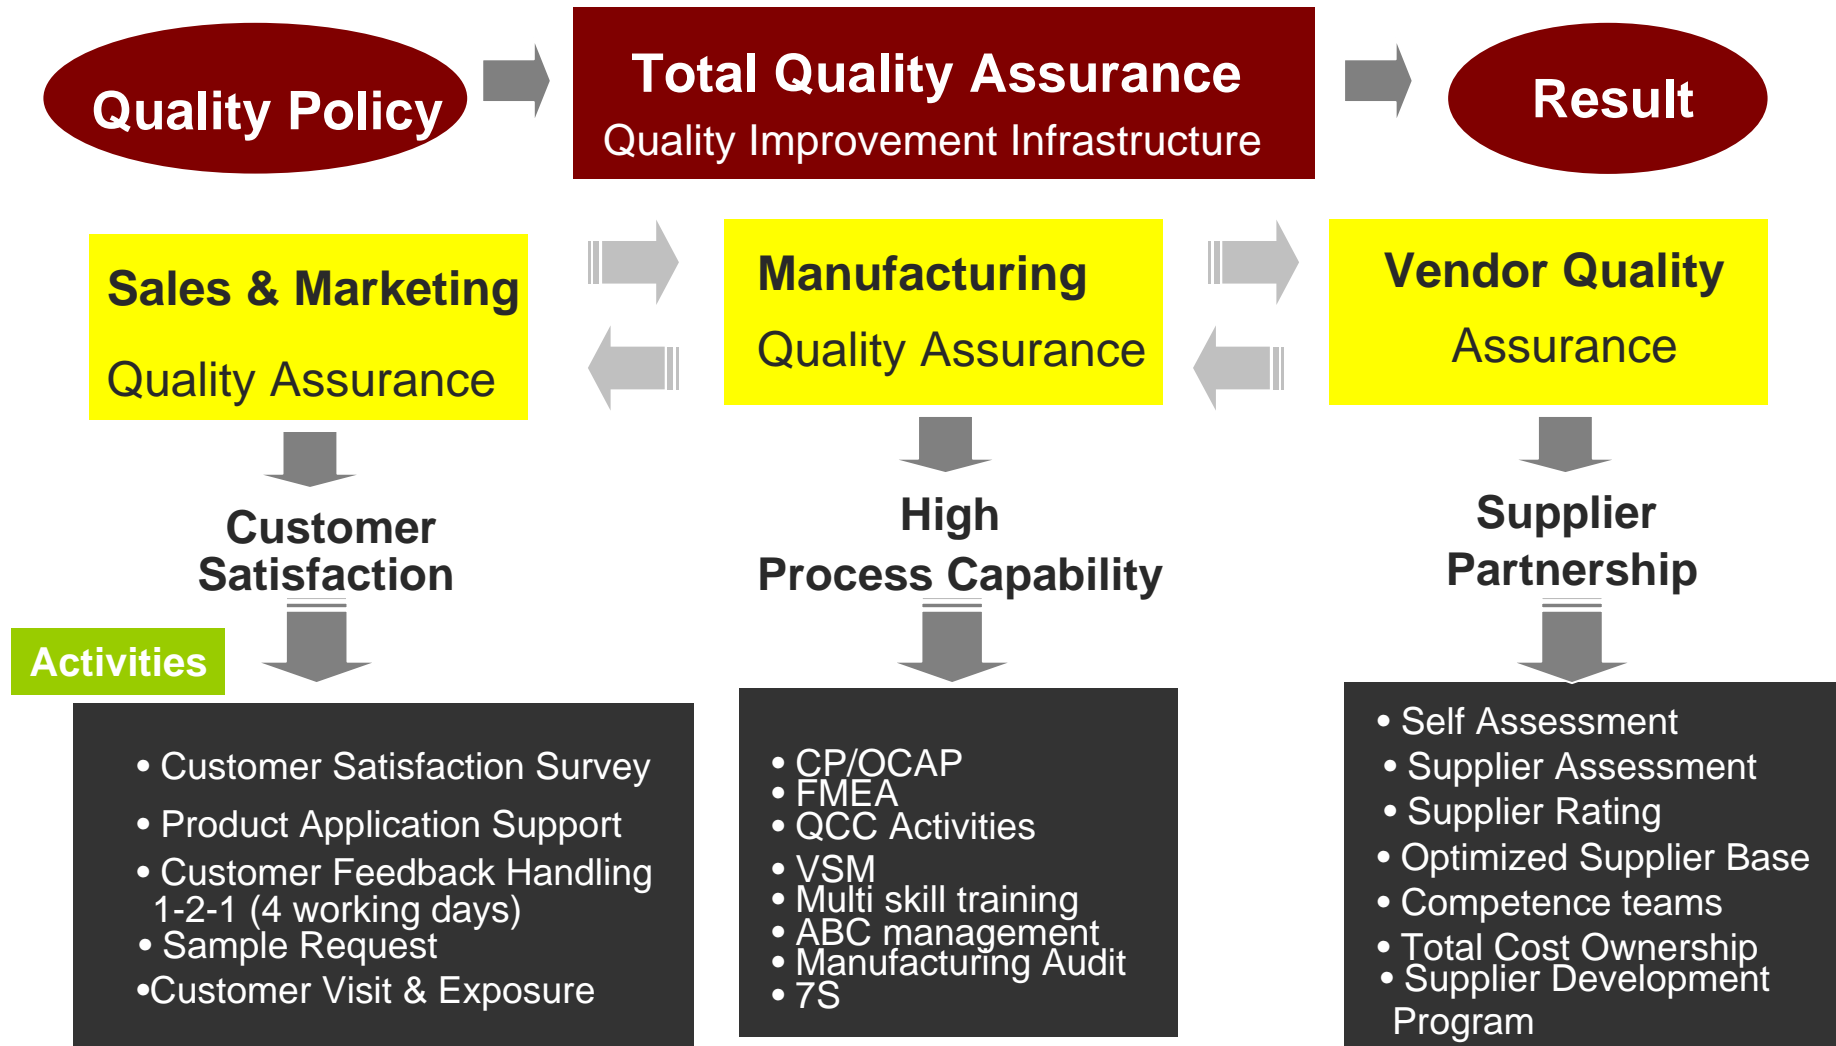 Quality Policy
Total Quality Assurance
Quality Improvement Infrastructure
Result
Sales & Marketing
Quality Assurance
Manufacturing
Quality Assurance
Vendor Quality
Assurance
Customer
Satisfaction
High
Process Capability
Supplier
Partnership
Activities
• Customer Satisfaction Survey
• Product Application Support
• Customer Feedback Handling
1-2-1 (4 working days)
• Sample Request
•Customer Visit & Exposure
• CP/OCAP
• FMEA
• QCC Activities
• VSM
• Multi skill training
• ABC management
• Manufacturing Audit
• 7S
• Self Assessment
• Supplier Assessment
• Supplier Rating
• Optimized Supplier Base
• Competence teams
• Total Cost Ownership
• Supplier Development
Program